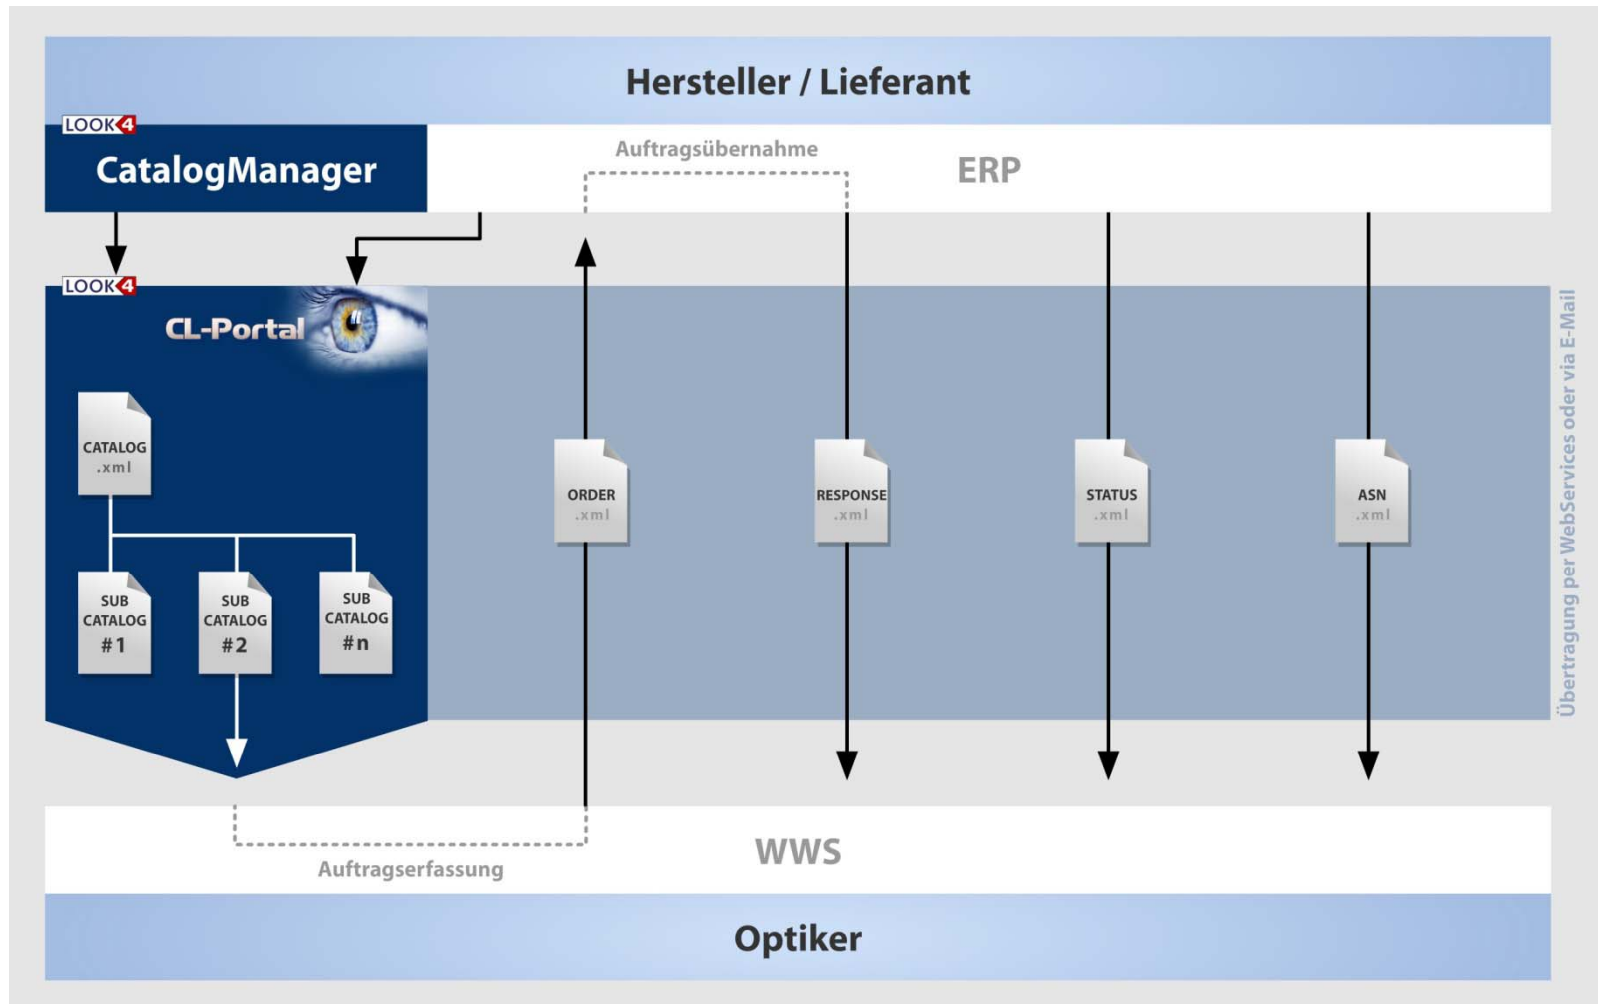 Hersteller / Lieferant
LOOK4
CatalogManager
Auftragsübernahme
ERP
LOOK4
CL-Portal
CATALOG
.xml
SUB
CATALOG
#1
SUB
CATALOG
#2
SUB
CATALOG
#n
ORDER
.xml
RESPONSE
.xml
STATUS
.xml
ASN
.xml
Übertragung per WebServices oder via E-Mail
Auftragserfassung
WWS
Optiker